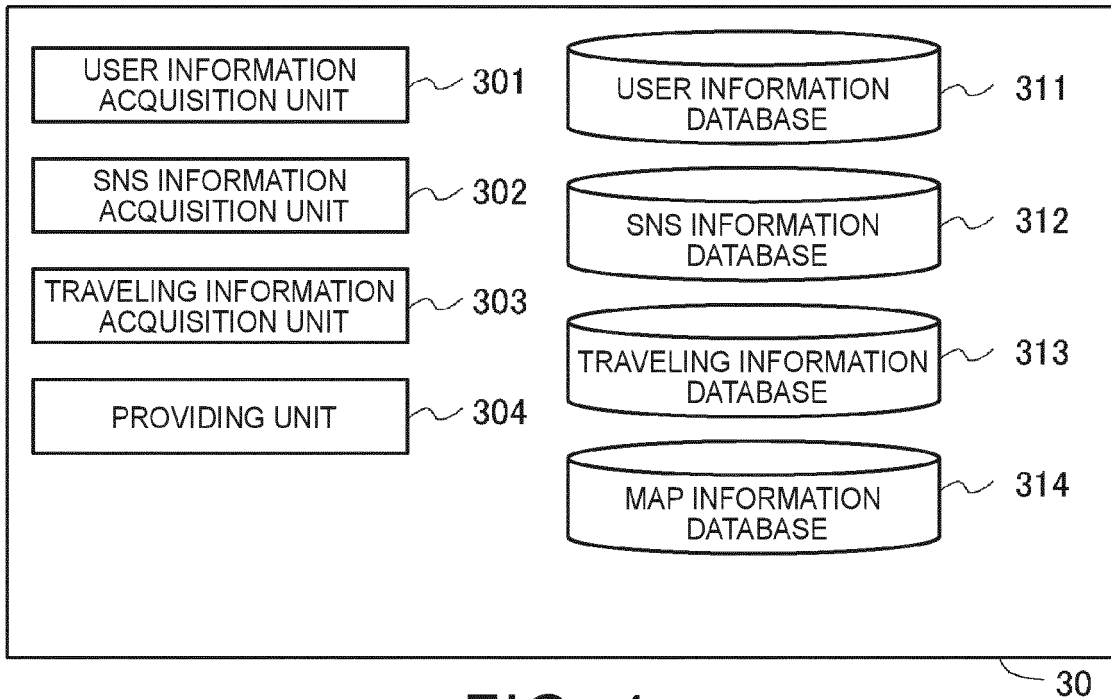 USER INFORMATION
ACQUISITION UNIT
301
SNS INFORMATION
ACQUISITION UNIT
302
TRAVELING INFORMATION
ACQUISITION UNIT
303
PROVIDING UNIT
304
USER INFORMATION
DATABASE
311
SNS INFORMATION
DATABASE
312
TRAVELING INFORMATION
DATABASE
313
MAP INFORMATION
DATABASE
314
30